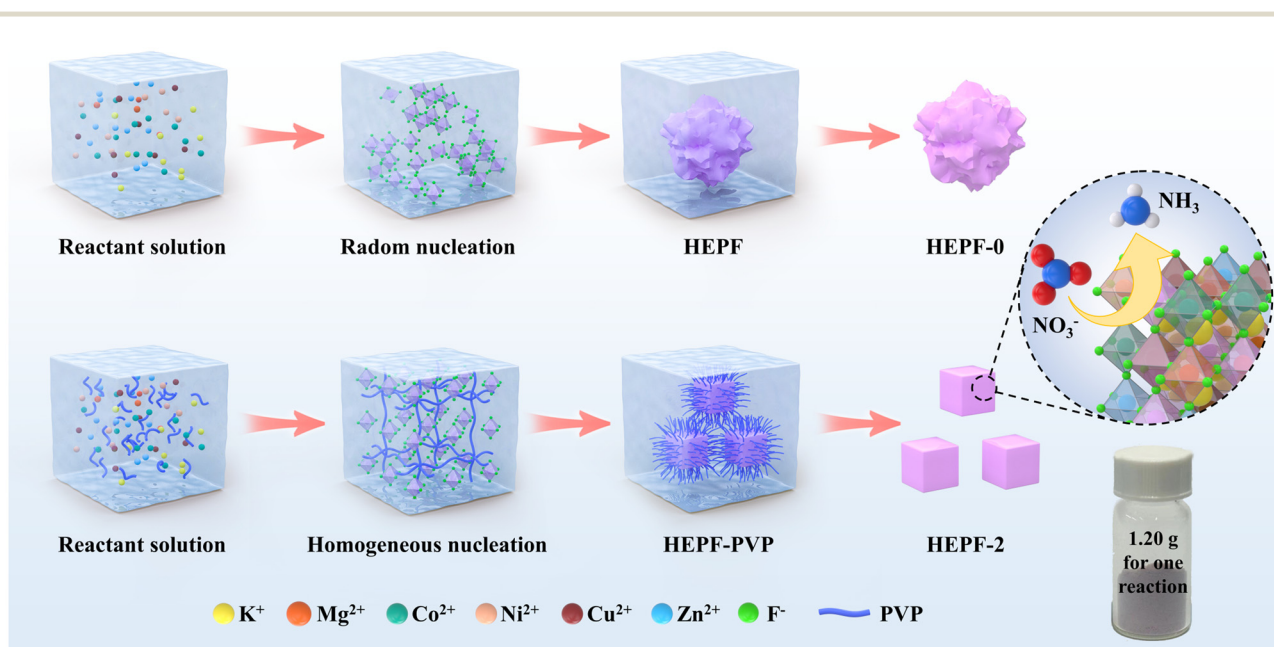 Reactant solution
Radom nucleation
HEPF
HEPF-0
NH₃
NO₃⁻
Reactant solution
Homogeneous nucleation
HEPF-PVP
HEPF-2
1.20 g
for one
reaction
K⁺ Mg²⁺ Co²⁺ Ni²⁺ Cu²⁺ Zn²⁺ F⁻ PVP